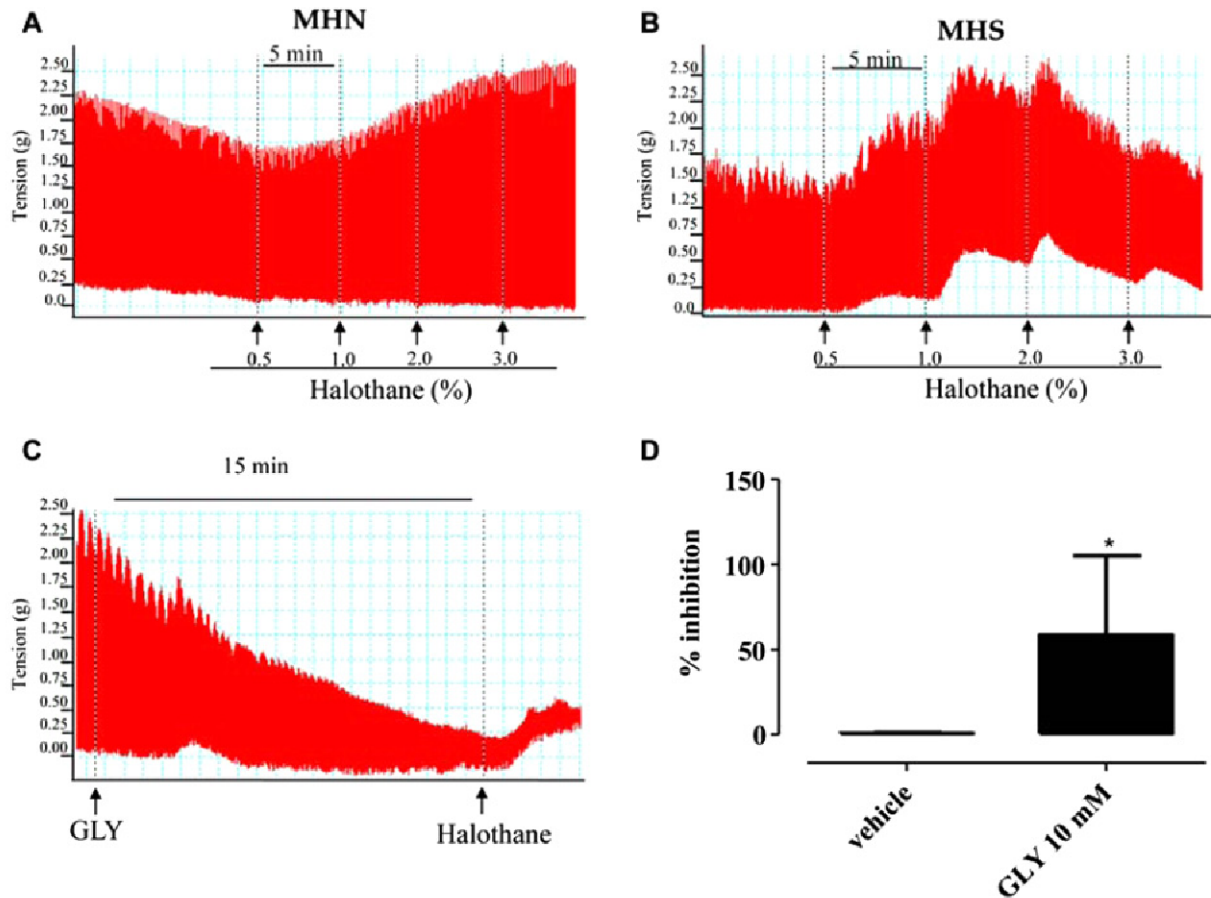 A
MHN
5 min
2.50
2.25
2.00
1.75
1.50
1.25
1.00
0.75
0.50
0.25
0.0
Tension (g)
0.5 1.0 2.0 3.0
Halothane (%)
B
MHS
5 min
2.50
2.25
2.00
1.75
1.50
1.25
1.00
0.75
0.50
0.25
0.0
Tension (g)
0.5 1.0 2.0 3.0
Halothane (%)
C
15 min
2.50
2.25
2.00
1.75
1.50
1.25
1.00
0.75
0.50
0.25
0.00
Tension (g)
GLY
Halothane
D
150
100
50
0
% inhibition
*
vehicle
GLY 10 mM